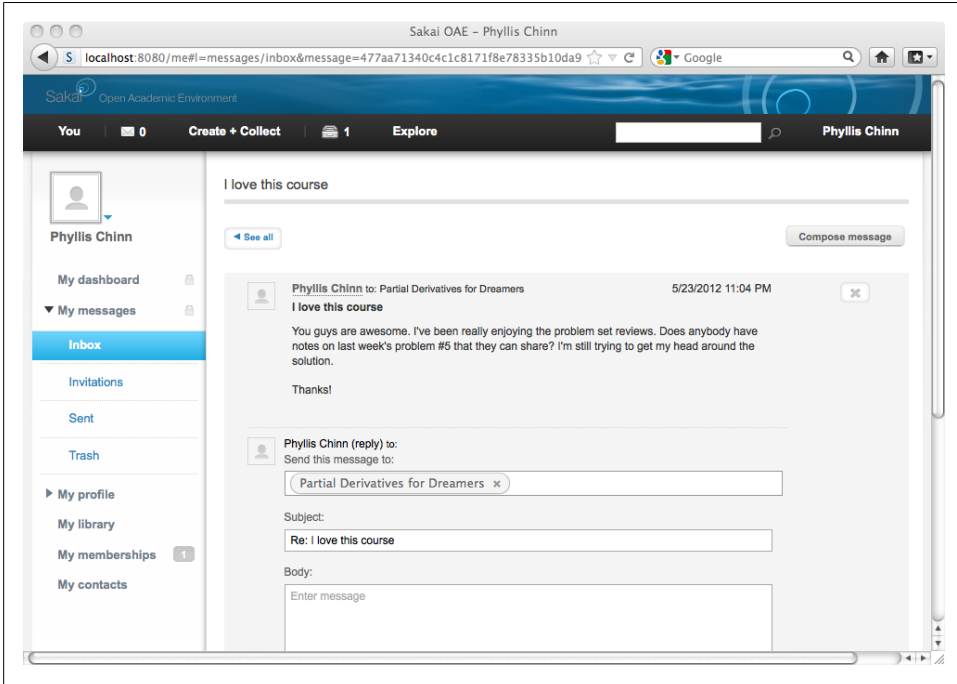 Sakai OAE – Phyllis Chinn
localhost:8080/me#l=messages/inbox&message=477aa71340c4c1c8171f8e78335b10da9
Google
Sakai Open Academic Environment
You 0 Create + Collect 1 Explore Phyllis Chinn
I love this course
Phyllis Chinn
See all
Compose message
My dashboard
My messages
Inbox
Invitations
Sent
Trash
My profile
My library
My memberships 1
My contacts
Phyllis Chinn to: Partial Derivatives for Dreamers 5/23/2012 11:04 PM
I love this course
You guys are awesome. I've been really enjoying the problem set reviews. Does anybody have
notes on last week's problem #5 that they can share? I'm still trying to get my head around the
solution.
Thanks!
Phyllis Chinn (reply) to:
Send this message to:
Partial Derivatives for Dreamers ×
Subject:
Re: I love this course
Body:
Enter message